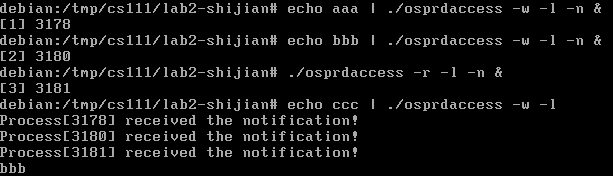 debian:/tmp/cs111/lab2-shijian# echo aaa | ./osprdaccess -w -l -n &
[1] 3178
debian:/tmp/cs111/lab2-shijian# echo bbb | ./osprdaccess -w -l -n &
[2] 3180
debian:/tmp/cs111/lab2-shijian# ./osprdaccess -r -l -n &
[3] 3181
debian:/tmp/cs111/lab2-shijian# echo ccc | ./osprdaccess -w -l
Process[3178] received the notification!
Process[3180] received the notification!
Process[3181] received the notification!
bbb